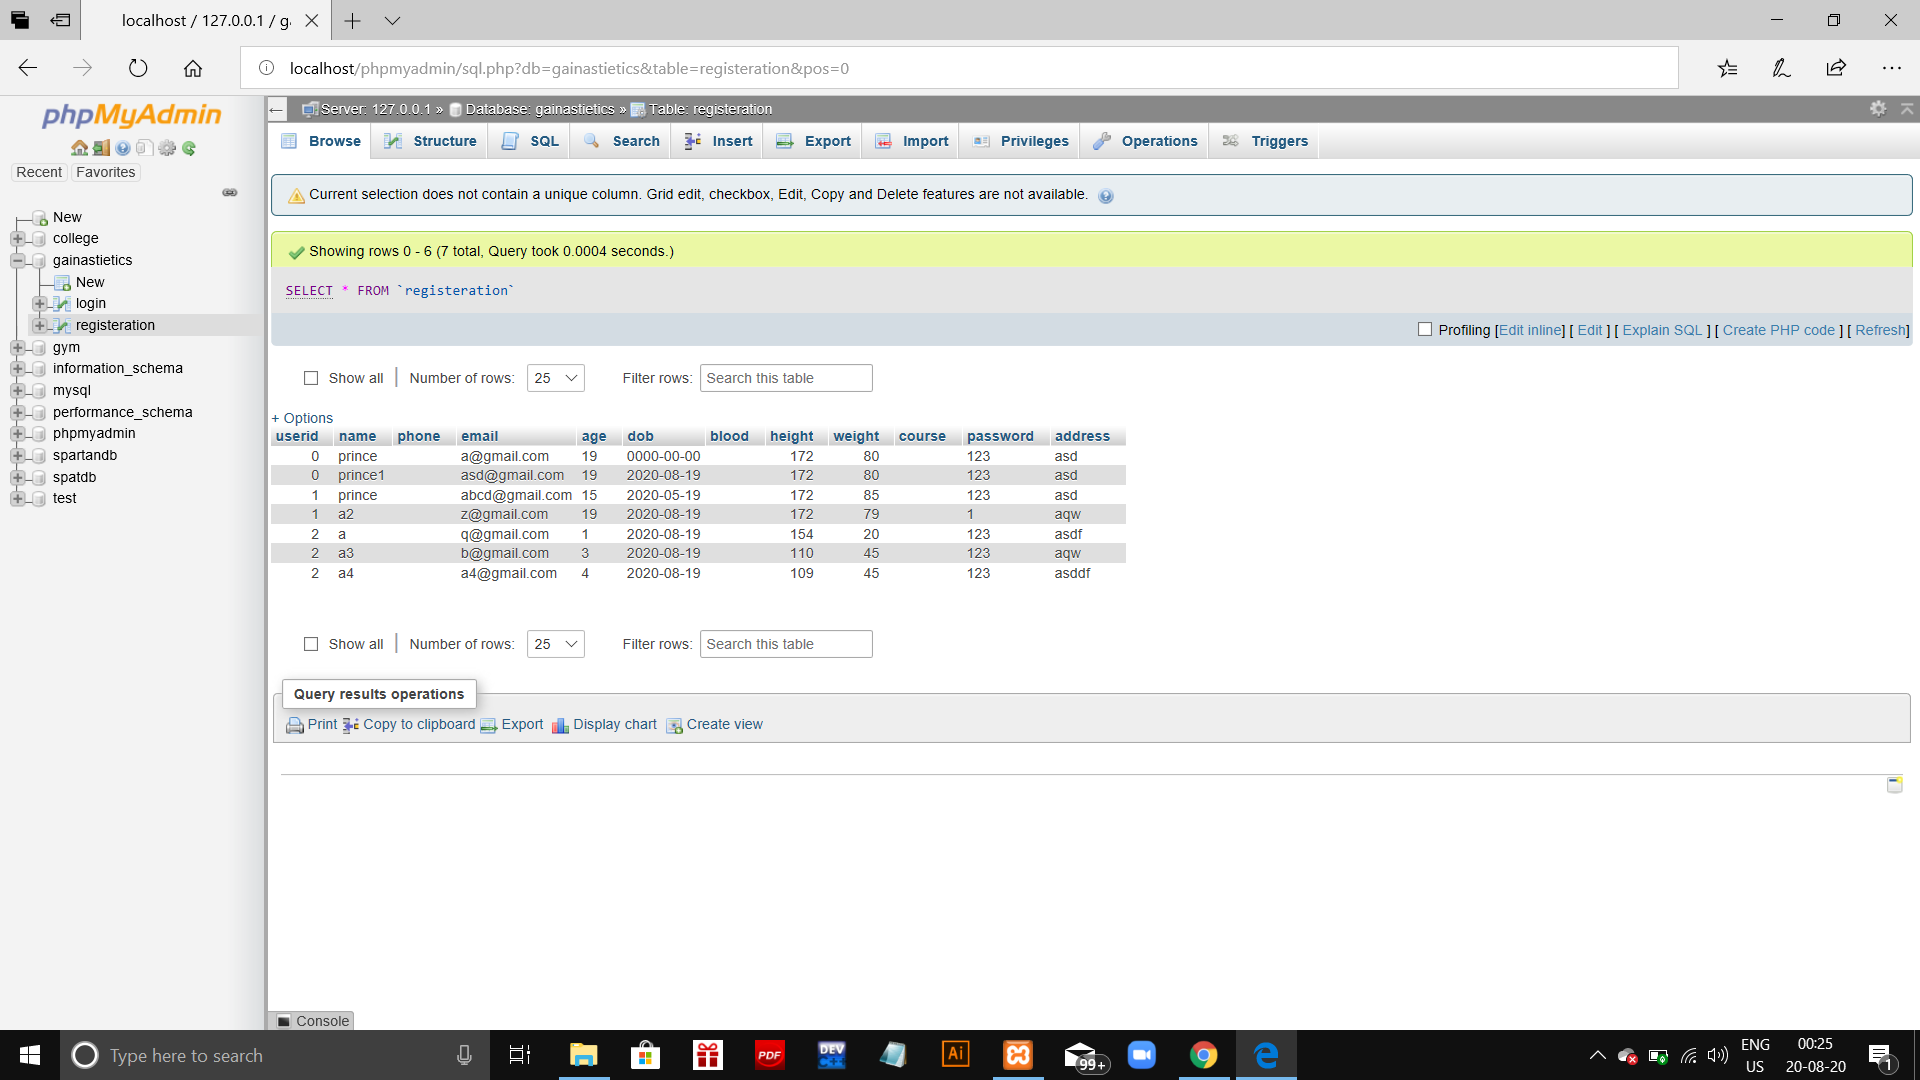 localhost / 127.0.0.1 / g
localhost/phpmyadmin/sql.php?db=gainastietics&table=registeration&pos=0
phpMyAdmin
Recent Favorites
New
college
gainastietics
New
login
registeration
gym
information_schema
mysql
performance_schema
phpmyadmin
spartandb
spatdb
test
Server: 127.0.0.1 » Database: gainastietics » Table: registeration
Browse Structure SQL Search Insert Export Import Privileges Operations Triggers
Current selection does not contain a unique column. Grid edit, checkbox, Edit, Copy and Delete features are not available.
Showing rows 0 - 6 (7 total, Query took 0.0004 seconds.)
SELECT * FROM `registeration`
Profiling [Edit inline] [ Edit ] [ Explain SQL ] [ Create PHP code ] [ Refresh]
Show all | Number of rows: 25 Filter rows: Search this table
+ Options
userid name phone email age dob blood height weight course password address
0 prince a@gmail.com 19 0000-00-00 172 80 123 asd
0 prince1 asd@gmail.com 19 2020-08-19 172 80 123 asd
1 prince abcd@gmail.com 15 2020-05-19 172 85 123 asd
1 a2 z@gmail.com 19 2020-08-19 172 79 1 aqw
2 a q@gmail.com 1 2020-08-19 154 20 123 asdf
2 a3 b@gmail.com 3 2020-08-19 110 45 123 aqw
2 a4 a4@gmail.com 4 2020-08-19 109 45 123 asddf
Show all | Number of rows: 25 Filter rows: Search this table
Query results operations
Print Copy to clipboard Export Display chart Create view
Console
Type here to search
PDF
DEV C++
Ai
99+
ENG
US
00:25
20-08-20
1